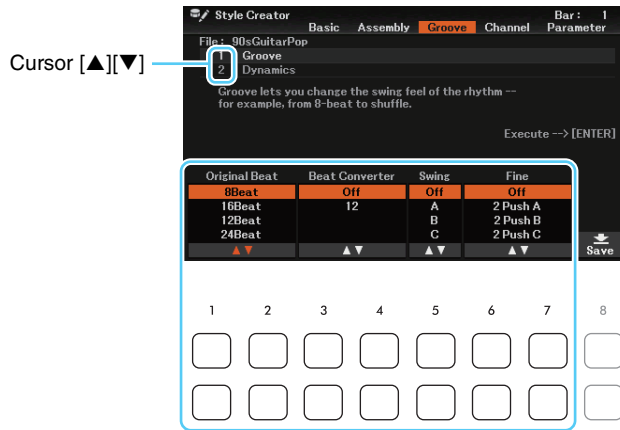 Style Creator
Bar : 1
Basic Assembly Groove Channel Parameter
File : 90sGuitarPop
Cursor [▲][▼]
1 Groove
2 Dynamics
Groove lets you change the swing feel of the rhythm --
for example, from 8-beat to shuffle.
Execute --> [ENTER]
Original Beat Beat Converter Swing Fine
8Beat Off Off Off
16Beat 12 A 2 Push A
12Beat B 2 Push B
24Beat C 2 Push C
▲▼ ▲▼ ▲▼ ▲▼
Save
1 2 3 4 5 6 7 8